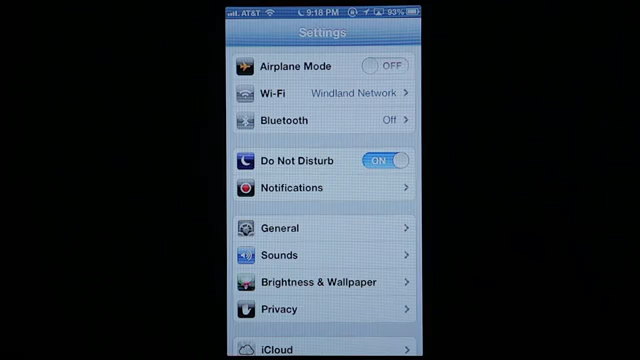 AT&T 9:18 PM 93%
Settings
Airplane Mode OFF
Wi-Fi Windland Network
Bluetooth Off
Do Not Disturb ON
Notifications
General
Sounds
Brightness & Wallpaper
Privacy
iCloud